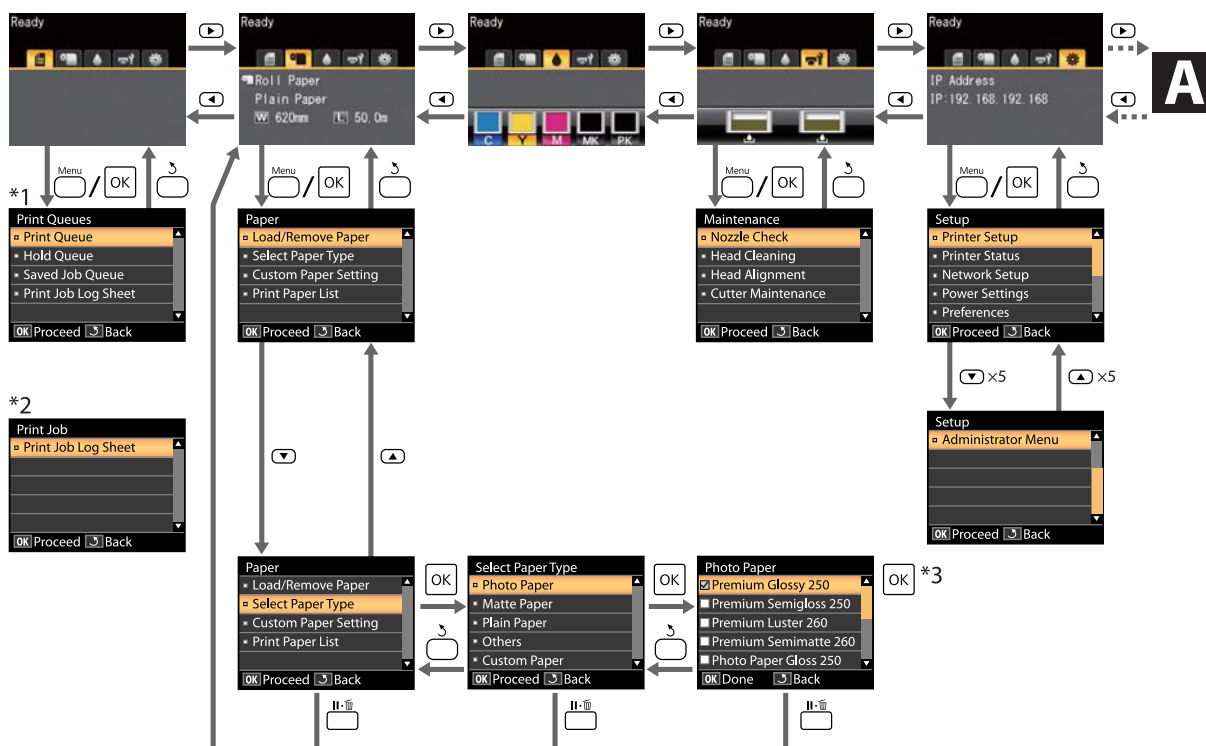 Ready
Ready
Ready
Ready
Ready
Roll Paper
Plain Paper
W 620mm L 50.0m
C Y M MK PK
IP Address
IP:192.168.192.168
A
Menu / OK
Menu / OK
Menu / OK
Menu / OK
*1
Print Queues
Print Queue
Hold Queue
Saved Job Queue
Print Job Log Sheet
OK Proceed Back
Paper
Load/Remove Paper
Select Paper Type
Custom Paper Setting
Print Paper List
OK Proceed Back
Maintenance
Nozzle Check
Head Cleaning
Head Alignment
Cutter Maintenance
OK Proceed Back
Setup
Printer Setup
Printer Status
Network Setup
Power Settings
Preferences
OK Proceed Back
×5
×5
*2
Print Job
Print Job Log Sheet
OK Proceed Back
Setup
Administrator Menu
OK Proceed Back
Paper
Load/Remove Paper
Select Paper Type
Custom Paper Setting
Print Paper List
OK Proceed Back
OK
Select Paper Type
Photo Paper
Matte Paper
Plain Paper
Others
Custom Paper
OK Proceed Back
OK
Photo Paper
Premium Glossy 250
Premium Semigloss 250
Premium Luster 260
Premium Semimatte 260
Photo Paper Gloss 250
OK Done Back
OK *3